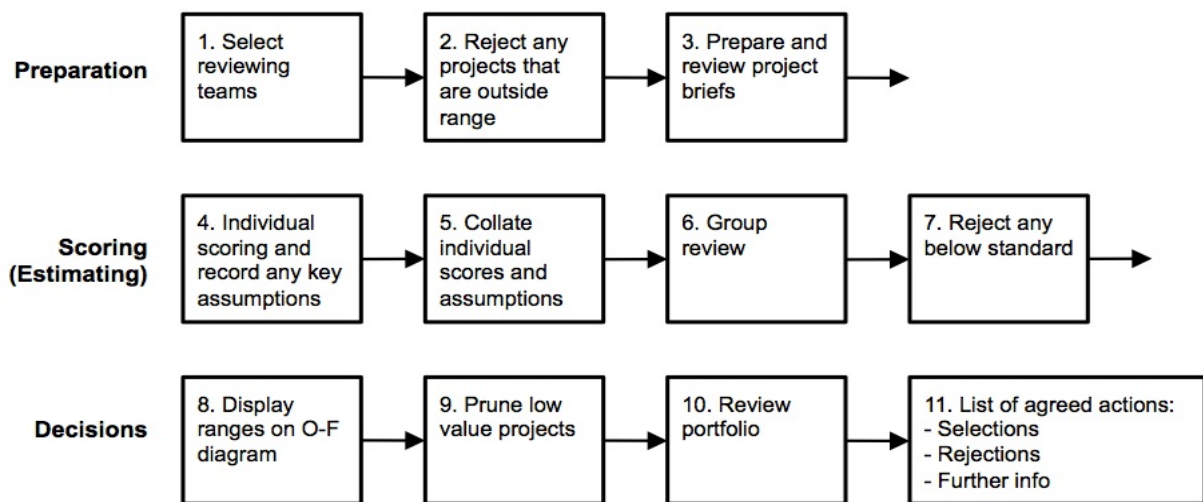 Preparation
1. Select
reviewing
teams
2. Reject any
projects that
are outside
range
3. Prepare and
review project
briefs
Scoring
(Estimating)
4. Individual
scoring and
record any key
assumptions
5. Collate
individual
scores and
assumptions
6. Group
review
7. Reject any
below standard
Decisions
8. Display
ranges on O-F
diagram
9. Prune low
value projects
10. Review
portfolio
11. List of agreed actions:
- Selections
- Rejections
- Further info